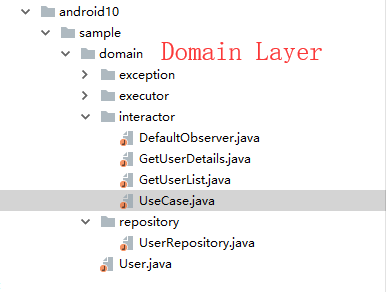 android10
sample
domain Domain Layer
exception
executor
interactor
DefaultObserver.java
GetUserDetails.java
GetUserList.java
UseCase.java
repository
UserRepository.java
User.java